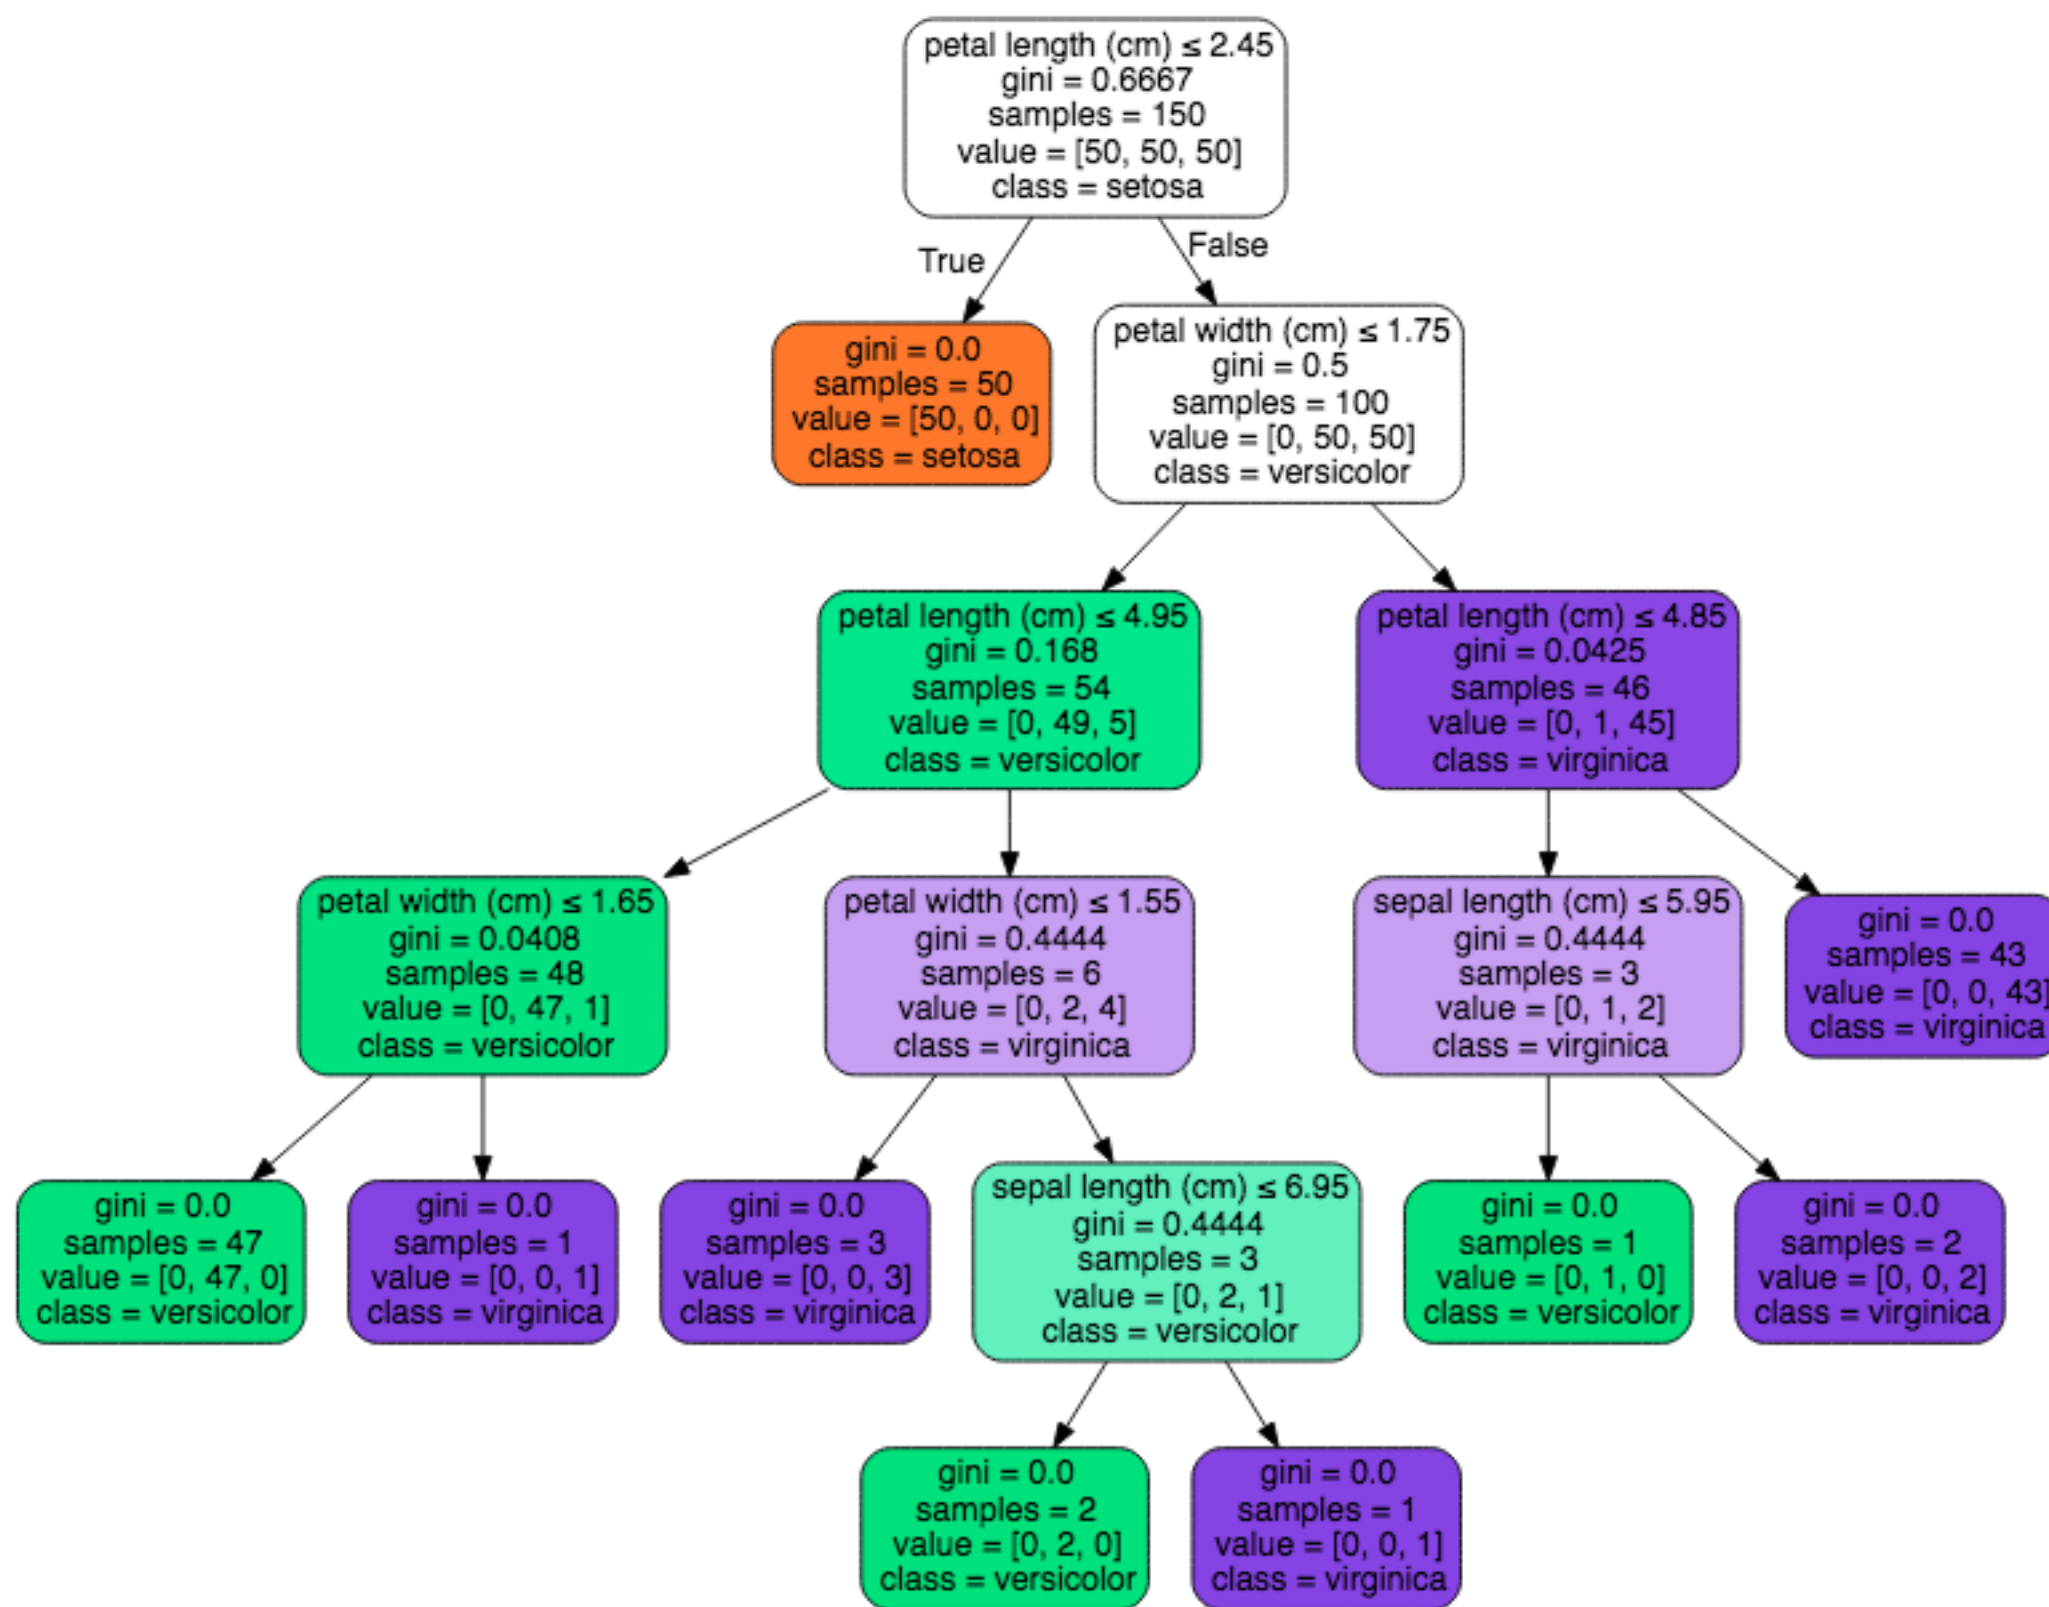 petal length (cm) ≤ 2.45
gini = 0.6667
samples = 150
value = [50, 50, 50]
class = setosa
True
False
gini = 0.0
samples = 50
value = [50, 0, 0]
class = setosa
petal width (cm) ≤ 1.75
gini = 0.5
samples = 100
value = [0, 50, 50]
class = versicolor
petal length (cm) ≤ 4.95
gini = 0.168
samples = 54
value = [0, 49, 5]
class = versicolor
petal length (cm) ≤ 4.85
gini = 0.0425
samples = 46
value = [0, 1, 45]
class = virginica
petal width (cm) ≤ 1.65
gini = 0.0408
samples = 48
value = [0, 47, 1]
class = versicolor
petal width (cm) ≤ 1.55
gini = 0.4444
samples = 6
value = [0, 2, 4]
class = virginica
sepal length (cm) ≤ 5.95
gini = 0.4444
samples = 3
value = [0, 1, 2]
class = virginica
gini = 0.0
samples = 43
value = [0, 0, 43]
class = virginica
gini = 0.0
samples = 47
value = [0, 47, 0]
class = versicolor
gini = 0.0
samples = 1
value = [0, 0, 1]
class = virginica
gini = 0.0
samples = 3
value = [0, 0, 3]
class = virginica
sepal length (cm) ≤ 6.95
gini = 0.4444
samples = 3
value = [0, 2, 1]
class = versicolor
gini = 0.0
samples = 1
value = [0, 1, 0]
class = versicolor
gini = 0.0
samples = 2
value = [0, 0, 2]
class = virginica
gini = 0.0
samples = 2
value = [0, 2, 0]
class = versicolor
gini = 0.0
samples = 1
value = [0, 0, 1]
class = virginica